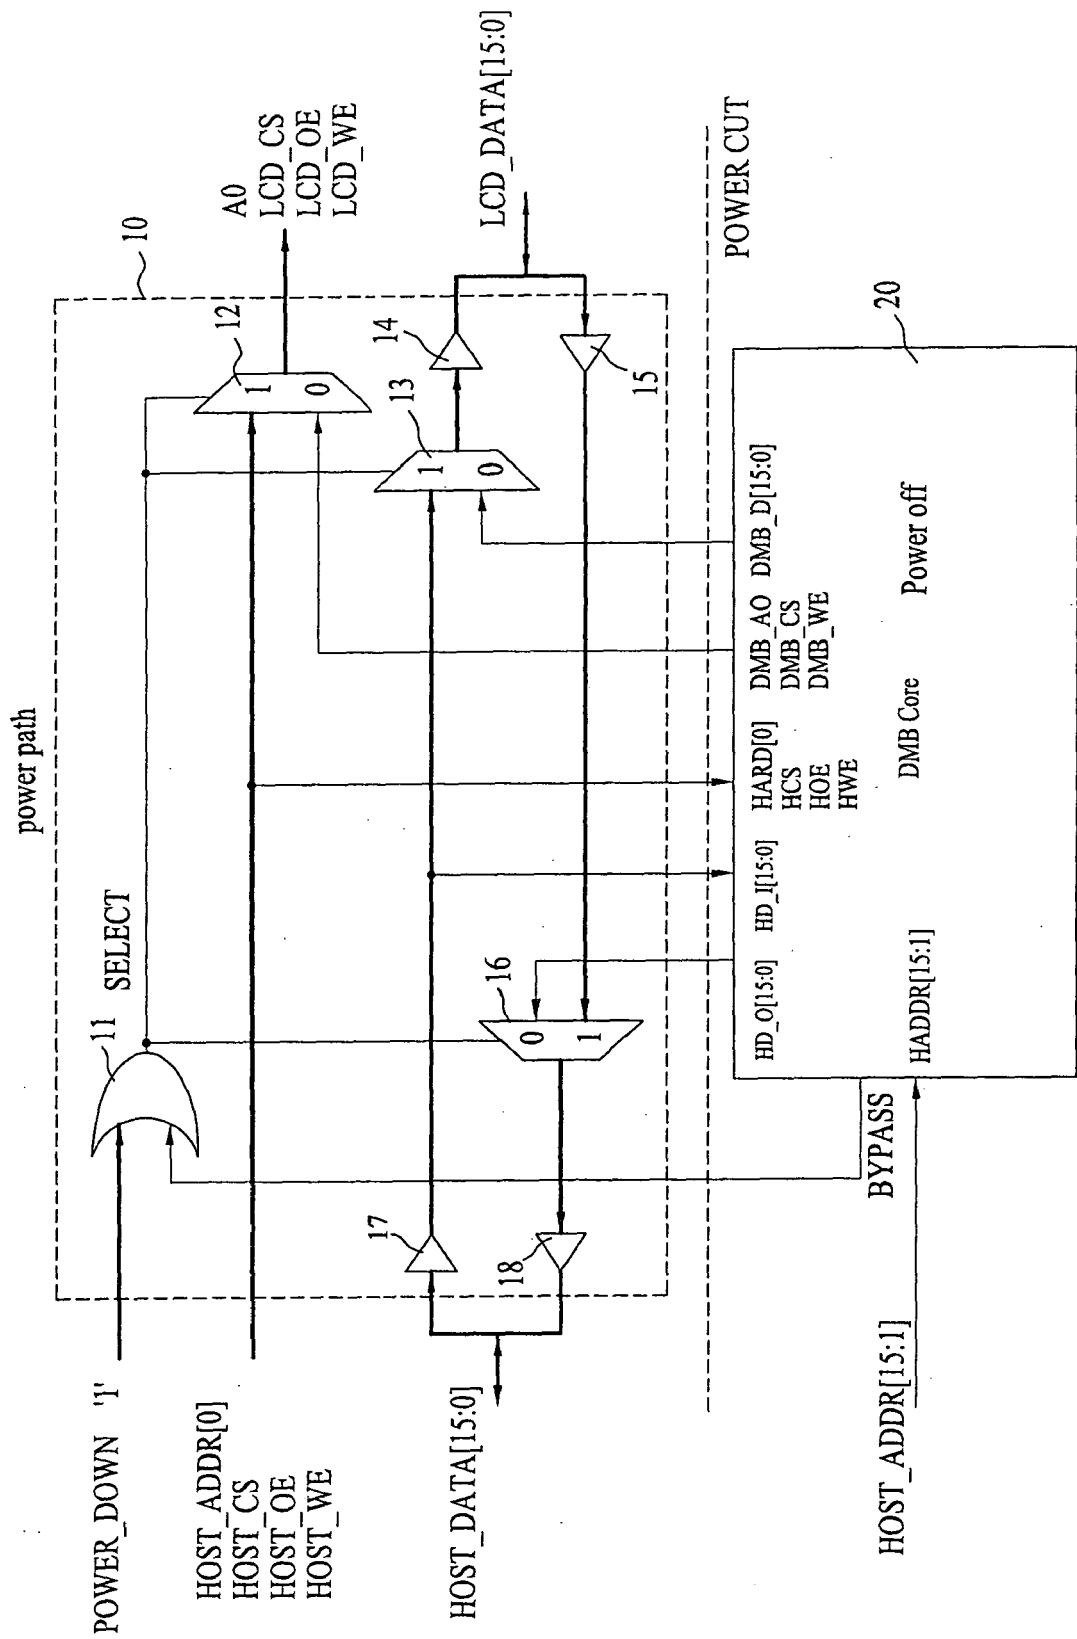 power path
POWER_DOWN '1'
11
SELECT
HOST_ADDR[0]
HOST_CS
HOST_OE
HOST_WE
12
1
0
10
A0
LCD_CS
LCD_OE
LCD_WE
HOST_DATA[15:0]
17
18
16
0
1
13
1
0
14
15
LCD_DATA[15:0]
POWER CUT
BYPASS
HOST_ADDR[15:1]
HD_O[15:0]
HD_I[15:0]
HARD[0]
HCS
HOE
HWE
DMB_AO
DMB_CS
DMB_WE
DMB_D[15:0]
HADDR[15:1]
DMB Core
Power off
20